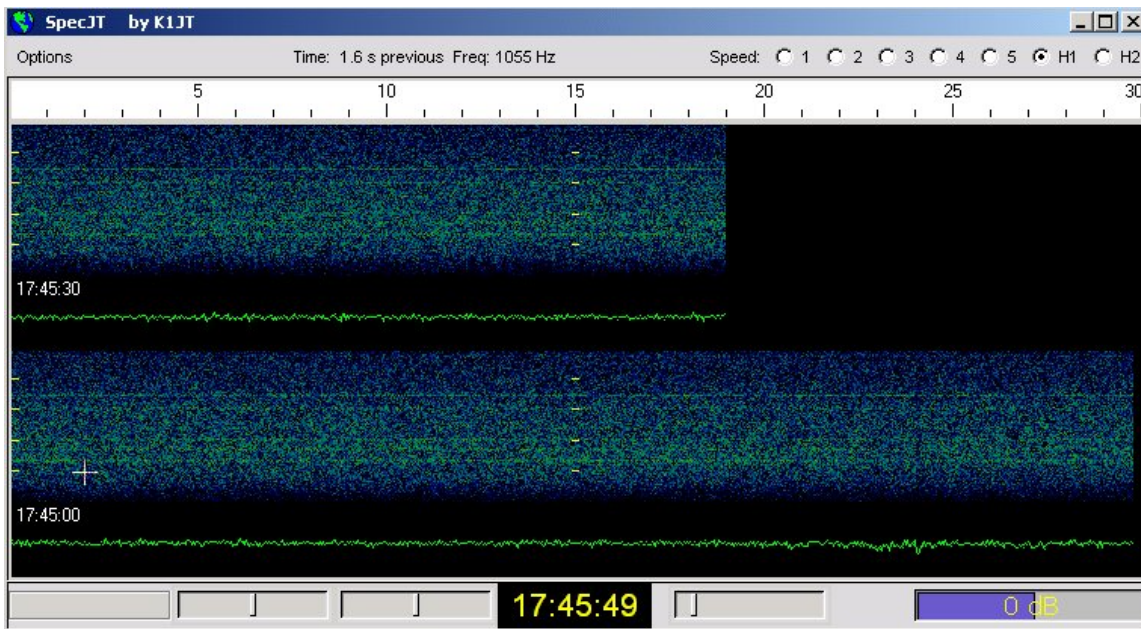 SpecJT by K1JT
Options Time: 1.6 s previous Freq: 1055 Hz Speed: 1 2 3 4 5 H1 H2
5 10 15 20 25 30
17:45:30
17:45:00
17:45:49 0 dB